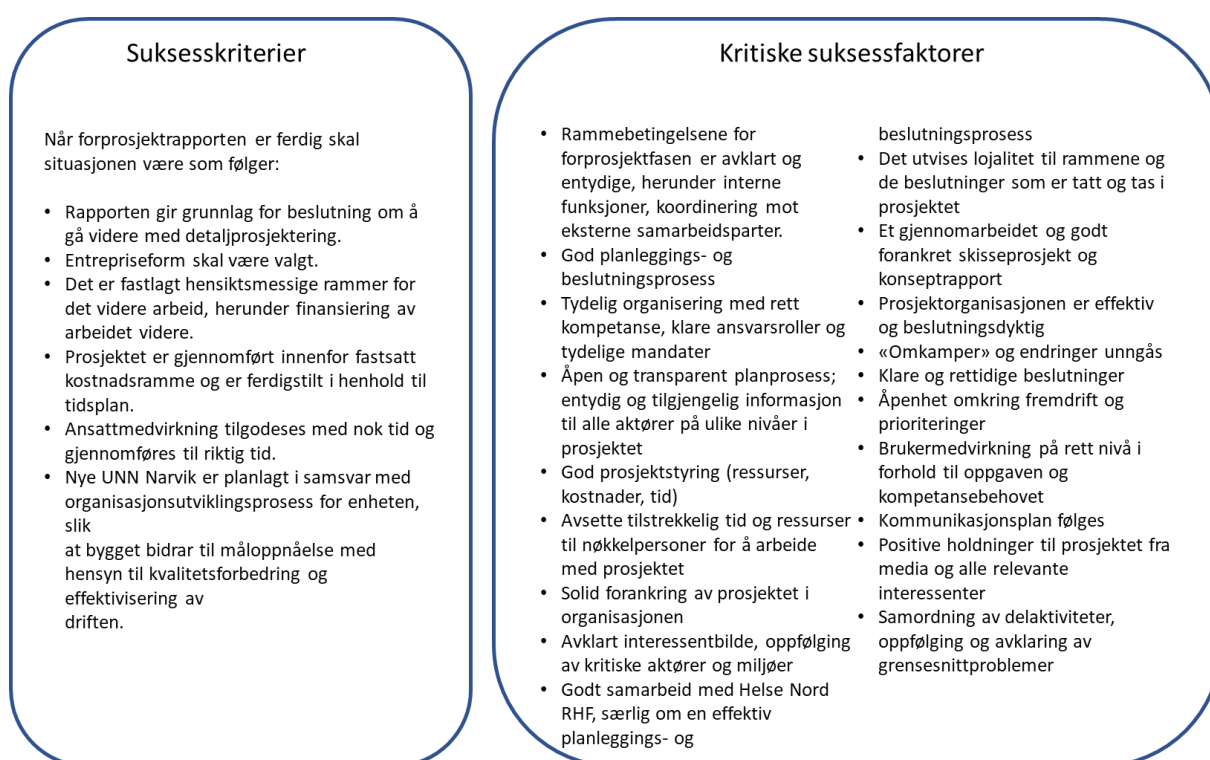 Suksesskriterier
Når forprosjektrapporten er ferdig skal
situasjonen være som følger:
• Rapporten gir grunnlag for beslutning om å
gå videre med detaljprosjektering.
• Entrepriseform skal være valgt.
• Det er fastlagt hensiktsmessige rammer for
det videre arbeid, herunder finansiering av
arbeidet videre.
• Prosjektet er gjennomført innenfor fastsatt
kostnadsramme og er ferdigstilt i henhold til
tidsplan.
• Ansattmedvirkning tilgodeses med nok tid og
gjennomføres til riktig tid.
• Nye UNN Narvik er planlagt i samsvar med
organisasjonsutviklingsprosess for enheten,
slik
at bygget bidrar til måloppnåelse med
hensyn til kvalitetsforbedring og
effektivisering av
driften.
Kritiske suksessfaktorer
• Rammebetingelsene for
forprosjektfasen er avklart og
entydige, herunder interne
funksjoner, koordinering mot
eksterne samarbeidsparter.
• God planleggings- og
beslutningsprosess
• Tydelig organisering med rett
kompetanse, klare ansvarsroller og
tydelige mandater
• Åpen og transparent planprosess;
entydig og tilgjengelig informasjon
til alle aktører på ulike nivåer i
prosjektet
• God prosjektstyring (ressurser,
kostnader, tid)
• Avsette tilstrekkelig tid og ressurser
til nøkkelpersoner for å arbeide
med prosjektet
• Solid forankring av prosjektet i
organisasjonen
• Avklart interessentbilde, oppfølging
av kritiske aktører og miljøer
• Godt samarbeid med Helse Nord
RHF, særlig om en effektiv
planleggings- og
beslutningsprosess
• Det utvises lojalitet til rammene og
de beslutninger som er tatt og tas i
prosjektet
• Et gjennomarbeidet og godt
forankret skisseprosjekt og
konseptrapport
• Prosjektorganisasjonen er effektiv
og beslutningsdyktig
• «Omkamper» og endringer unngås
• Klare og rettidige beslutninger
• Åpenhet omkring fremdrift og
prioriteringer
• Brukermedvirkning på rett nivå i
forhold til oppgaven og
kompetansebehovet
• Kommunikasjonsplan følges
• Positive holdninger til prosjektet fra
media og alle relevante
interessenter
• Samordning av delaktiviteter,
oppfølging og avklaring av
grensesnittproblemer